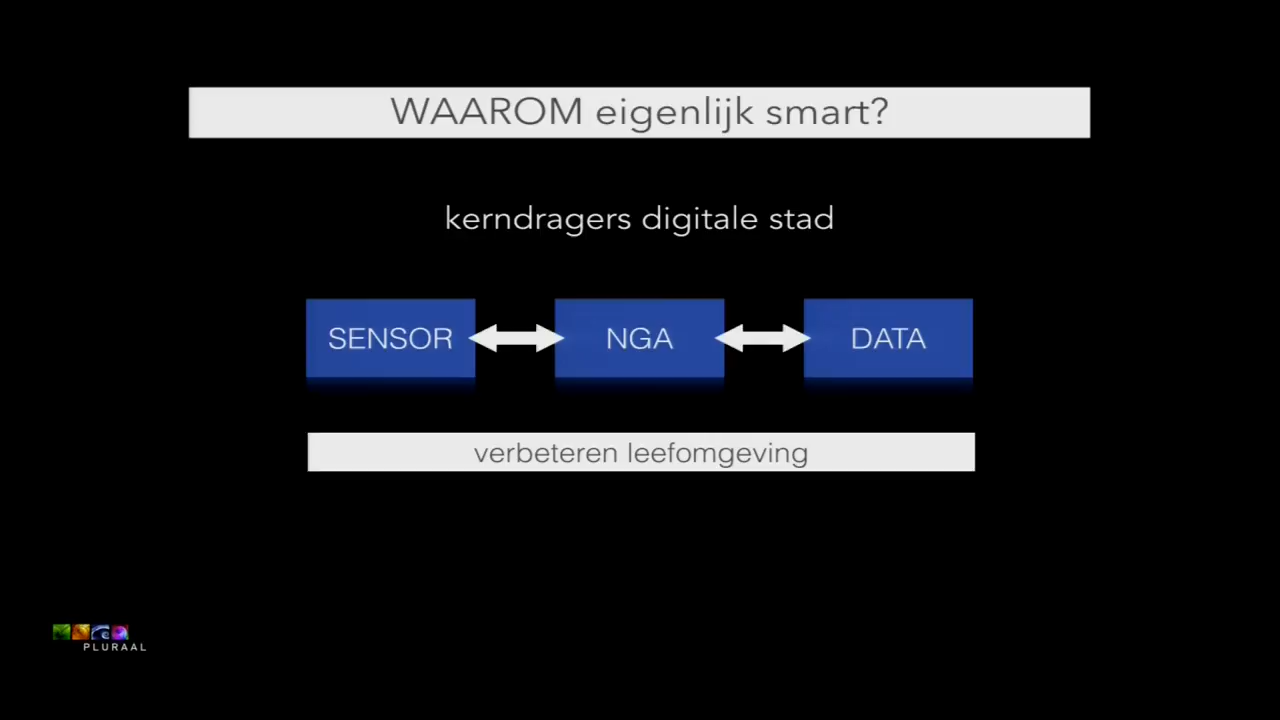 WAAROM eigenlijk smart?
kerndragers digitale stad
SENSOR NGA DATA
verbeteren leefomgeving
PLURAAL